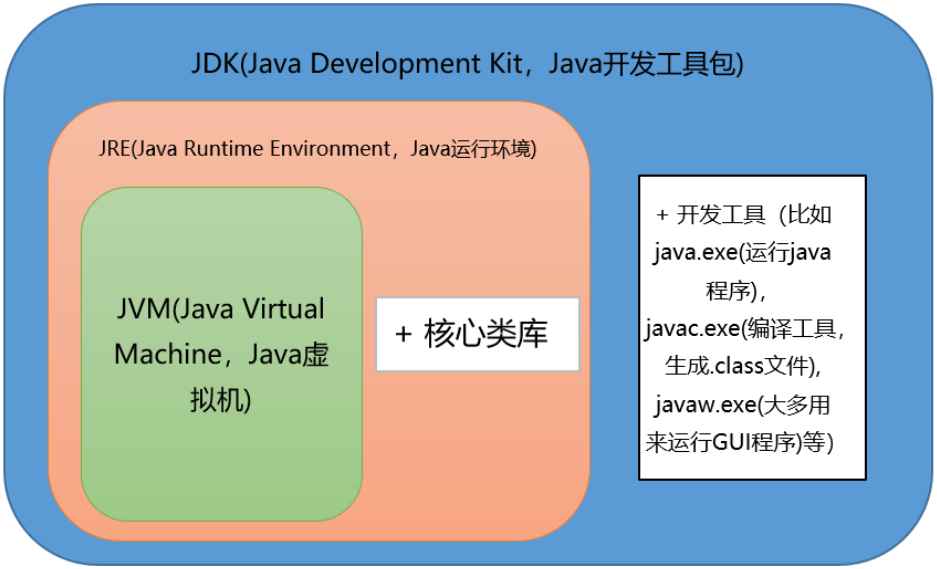 JDK(Java Development Kit，Java开发工具包)
JRE(Java Runtime Environment，Java运行环境)
JVM(Java Virtual
Machine，Java虚
拟机)
+ 核心类库
+ 开发工具（比如
java.exe(运行java
程序)，
javac.exe(编译工具，
生成.class文件),
javaw.exe(大多用
来运行GUI程序)等）